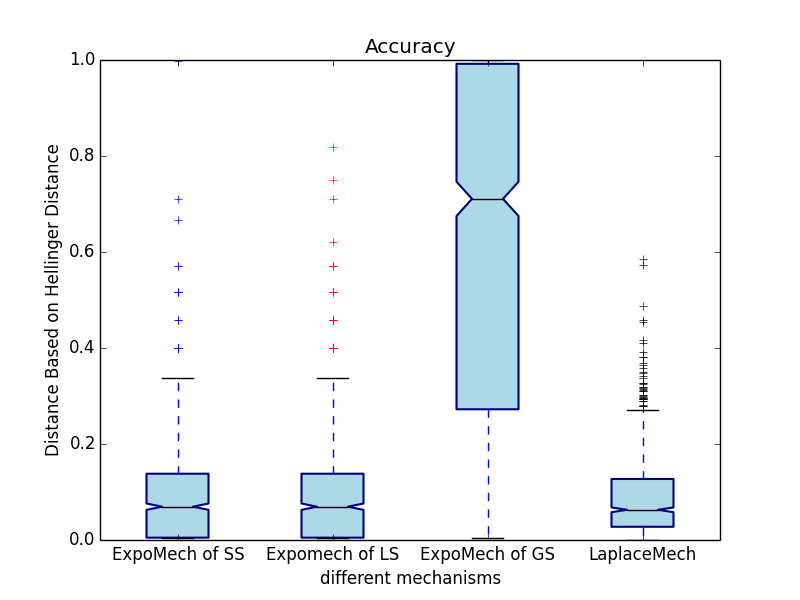 Accuracy
Distance Based on Hellinger Distance
1.0
0.8
0.6
0.4
0.2
0.0
ExpoMech of SS Expomech of LS ExpoMech of GS LaplaceMech
different mechanisms